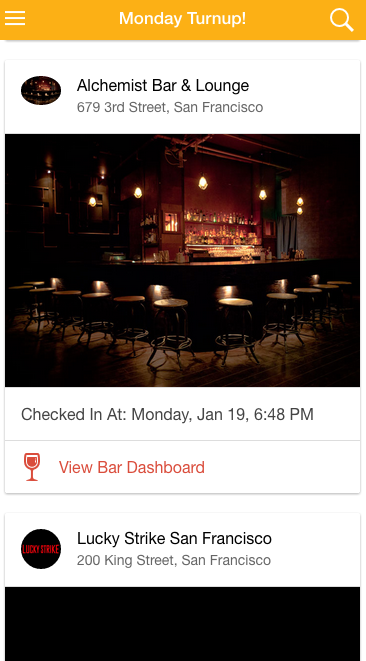 Monday Turnup!
Alchemist Bar & Lounge
679 3rd Street, San Francisco
Checked In At: Monday, Jan 19, 6:48 PM
View Bar Dashboard
LUCKY STRIKE
Lucky Strike San Francisco
200 King Street, San Francisco